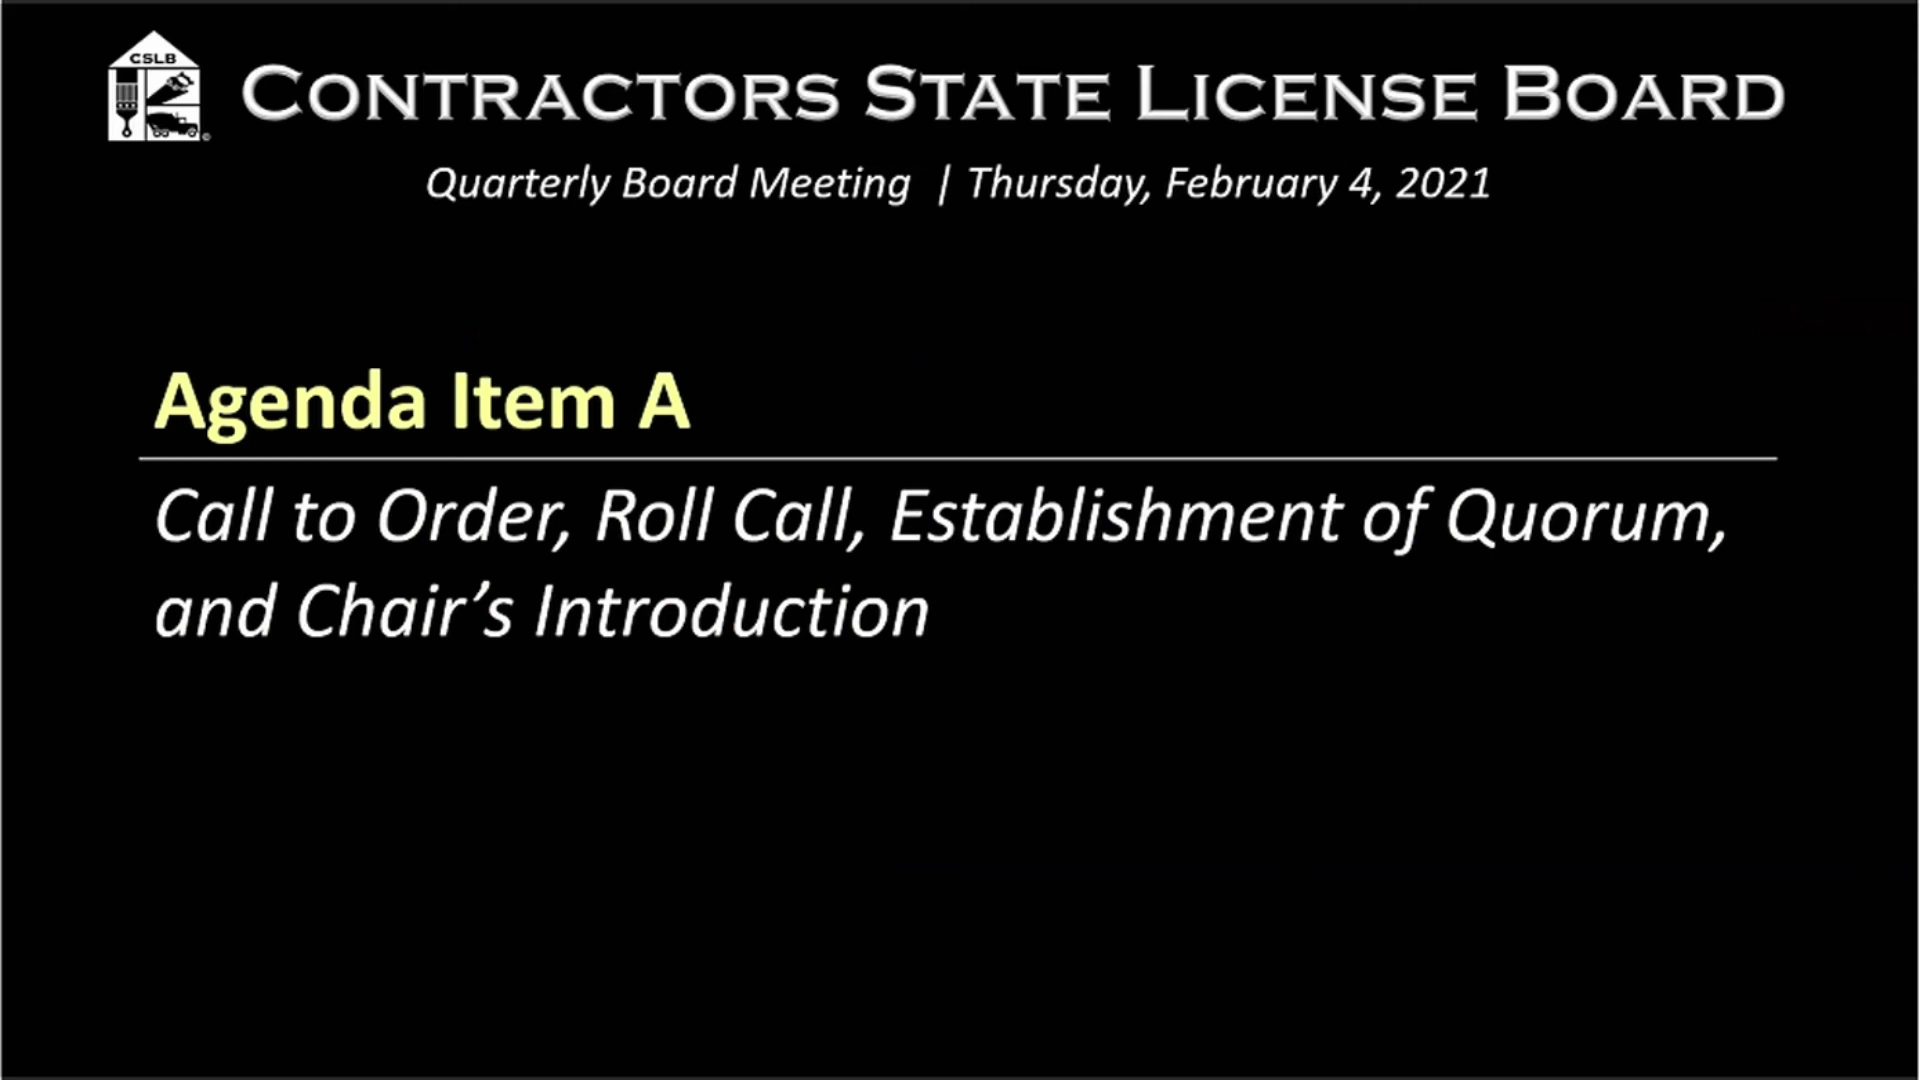 CSLB
CONTRACTORS STATE LICENSE BOARD
Quarterly Board Meeting | Thursday, February 4, 2021
Agenda Item A
Call to Order, Roll Call, Establishment of Quorum,
and Chair’s Introduction